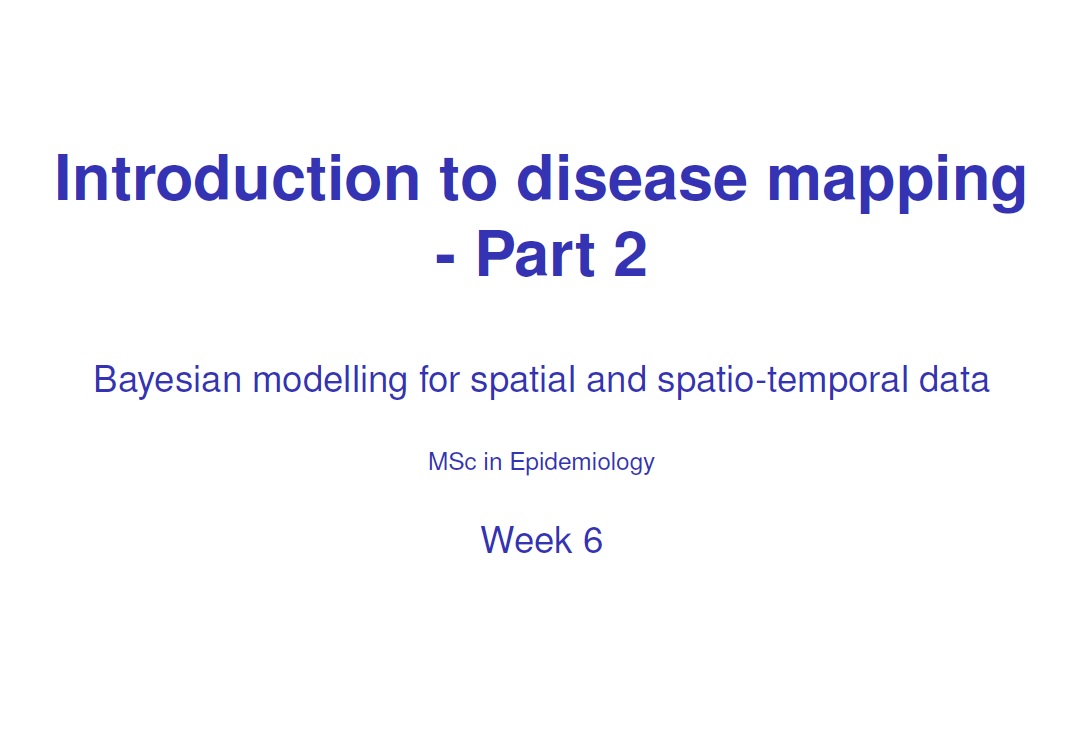 Introduction to disease mapping
- Part 2
Bayesian modelling for spatial and spatio-temporal data
MSc in Epidemiology
Week 6